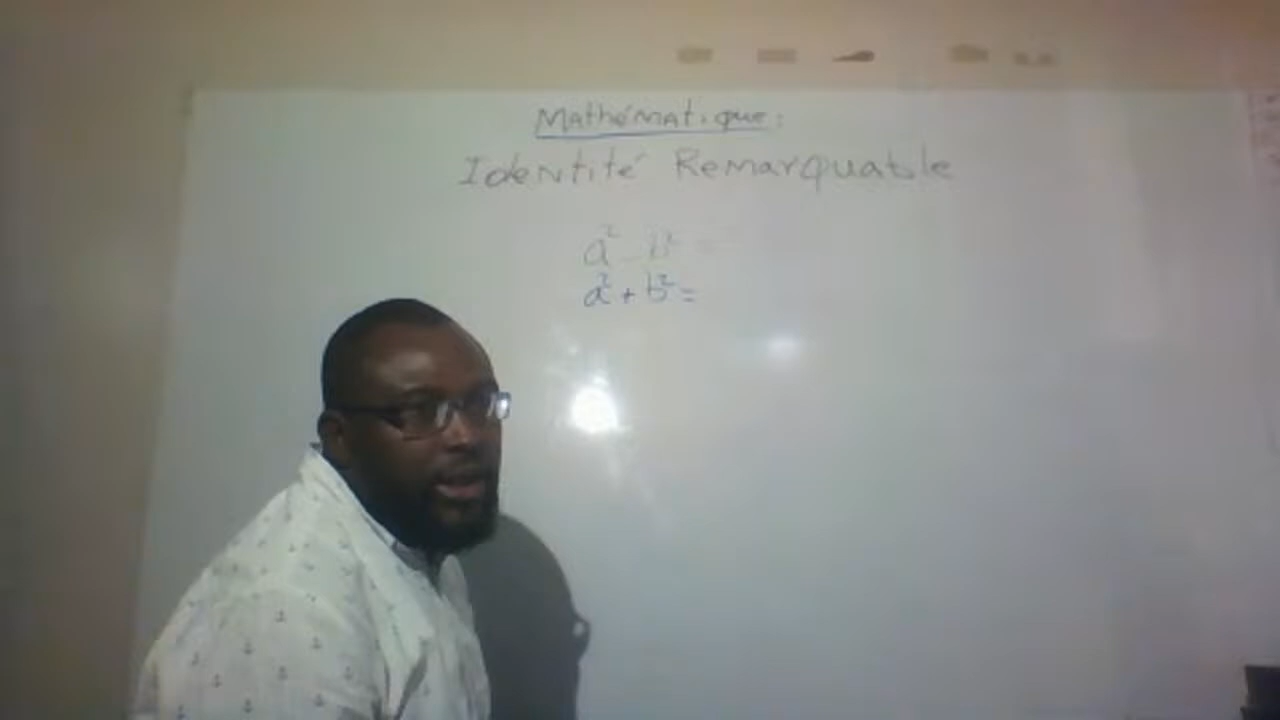 Mathématique:
Identité Remarquable
a² - b²
a² + b² =